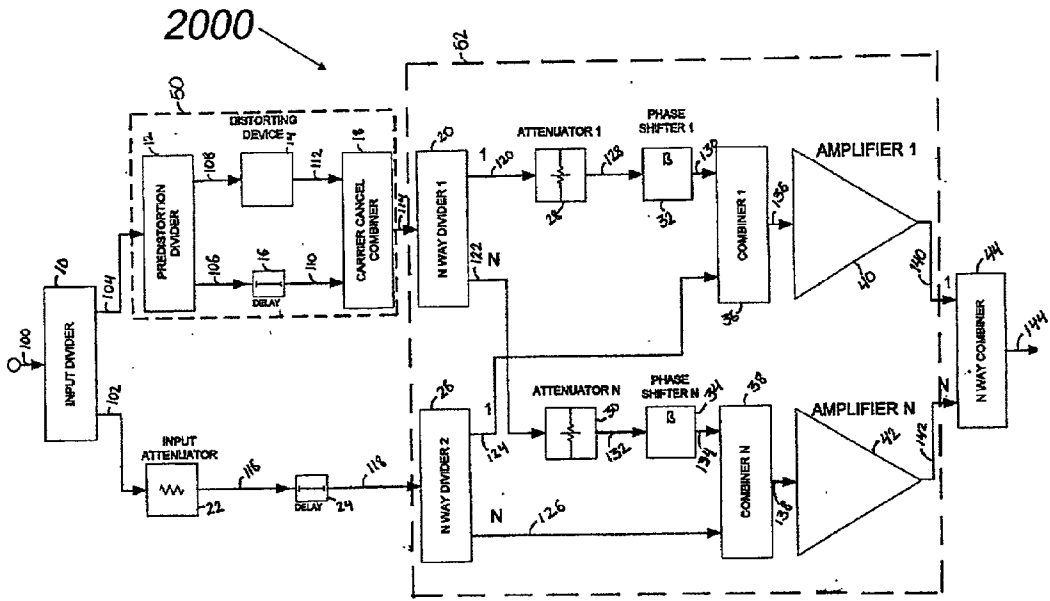 2000
50
62
DISTORTING
DEVICE
14
12
108
112
18
PREDISTORTION
DIVIDER
CARRIER CANCEL
COMBINER
114
106
16
110
DELAY
10
104
100
INPUT DIVIDER
102
INPUT
ATTENUATOR
22
116
118
DELAY
24
20
N WAY DIVIDER 1
1
120
ATTENUATOR 1
28
128
PHASE
SHIFTER 1
β
32
130
COMBINER 1
136
AMPLIFIER 1
40
140
1
44
N WAY COMBINER
144
N
122
26
N WAY DIVIDER 2
1
124
ATTENUATOR N
30
132
PHASE
SHIFTER N
β
34
134
38
COMBINER N
138
AMPLIFIER N
42
142
N
N
126